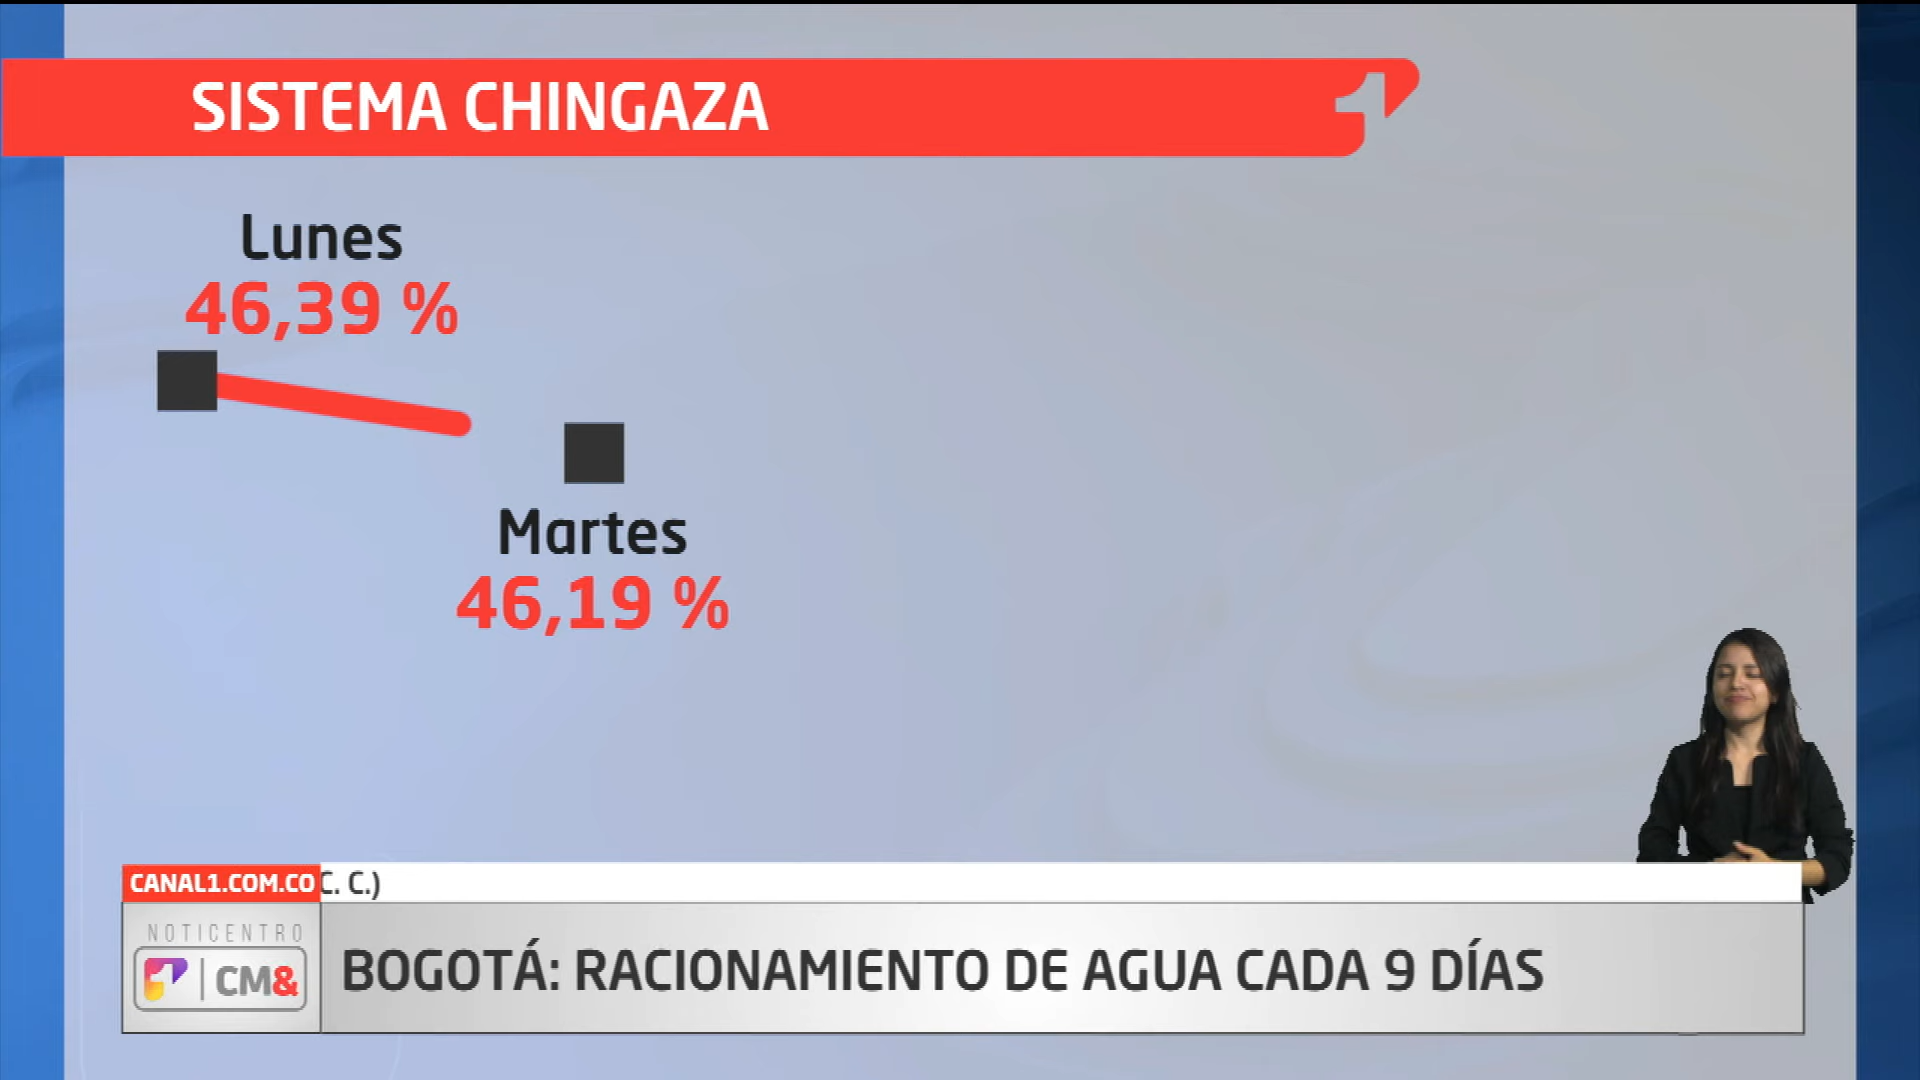 SISTEMA CHINGAZA
Lunes
46,39 %
Martes
46,19 %
CANAL1.COM.CO
C. C.)
NOTICENTRO
1 | CM&
BOGOTÁ: RACIONAMIENTO DE AGUA CADA 9 DÍAS